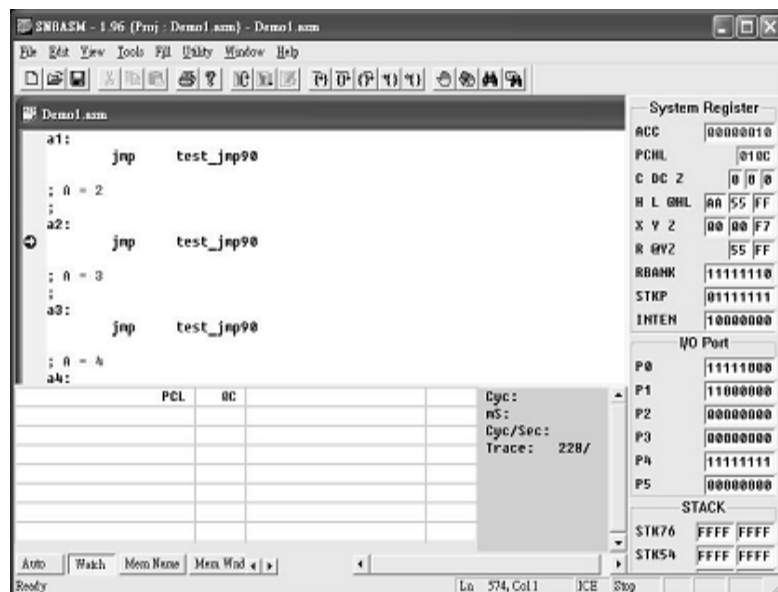 SN8ASM - 1.96 {Proj : Demo1.asm} - Demo1.asm
File Edit View Tools Fill Utility Window Help
Demo1.asm
a1:
jmp test_jmp90
; A = 2
;
a2:
jmp test_jmp90
; A = 3
;
a3:
jmp test_jmp90
; A = 4
a4:
PCL 0C
Cyc:
mS:
Cyc/Sec:
Trace: 228/
Auto Watch Mem Name Mem Wnd
Ready Ln 574, Col 1 ICE Stop
System Register
ACC 00000010
PCHL 010C
C DC Z 0 0 0
H L @HL AA 55 FF
X Y Z 00 00 F7
R @YZ 55 FF
RBANK 11111110
STKP 01111111
INTEN 10000000
I/O Port
P0 11111000
P1 11000000
P2 00000000
P3 00000000
P4 11111111
P5 00000000
STACK
STK76 FFFF FFFF
STK54 FFFF FFFF